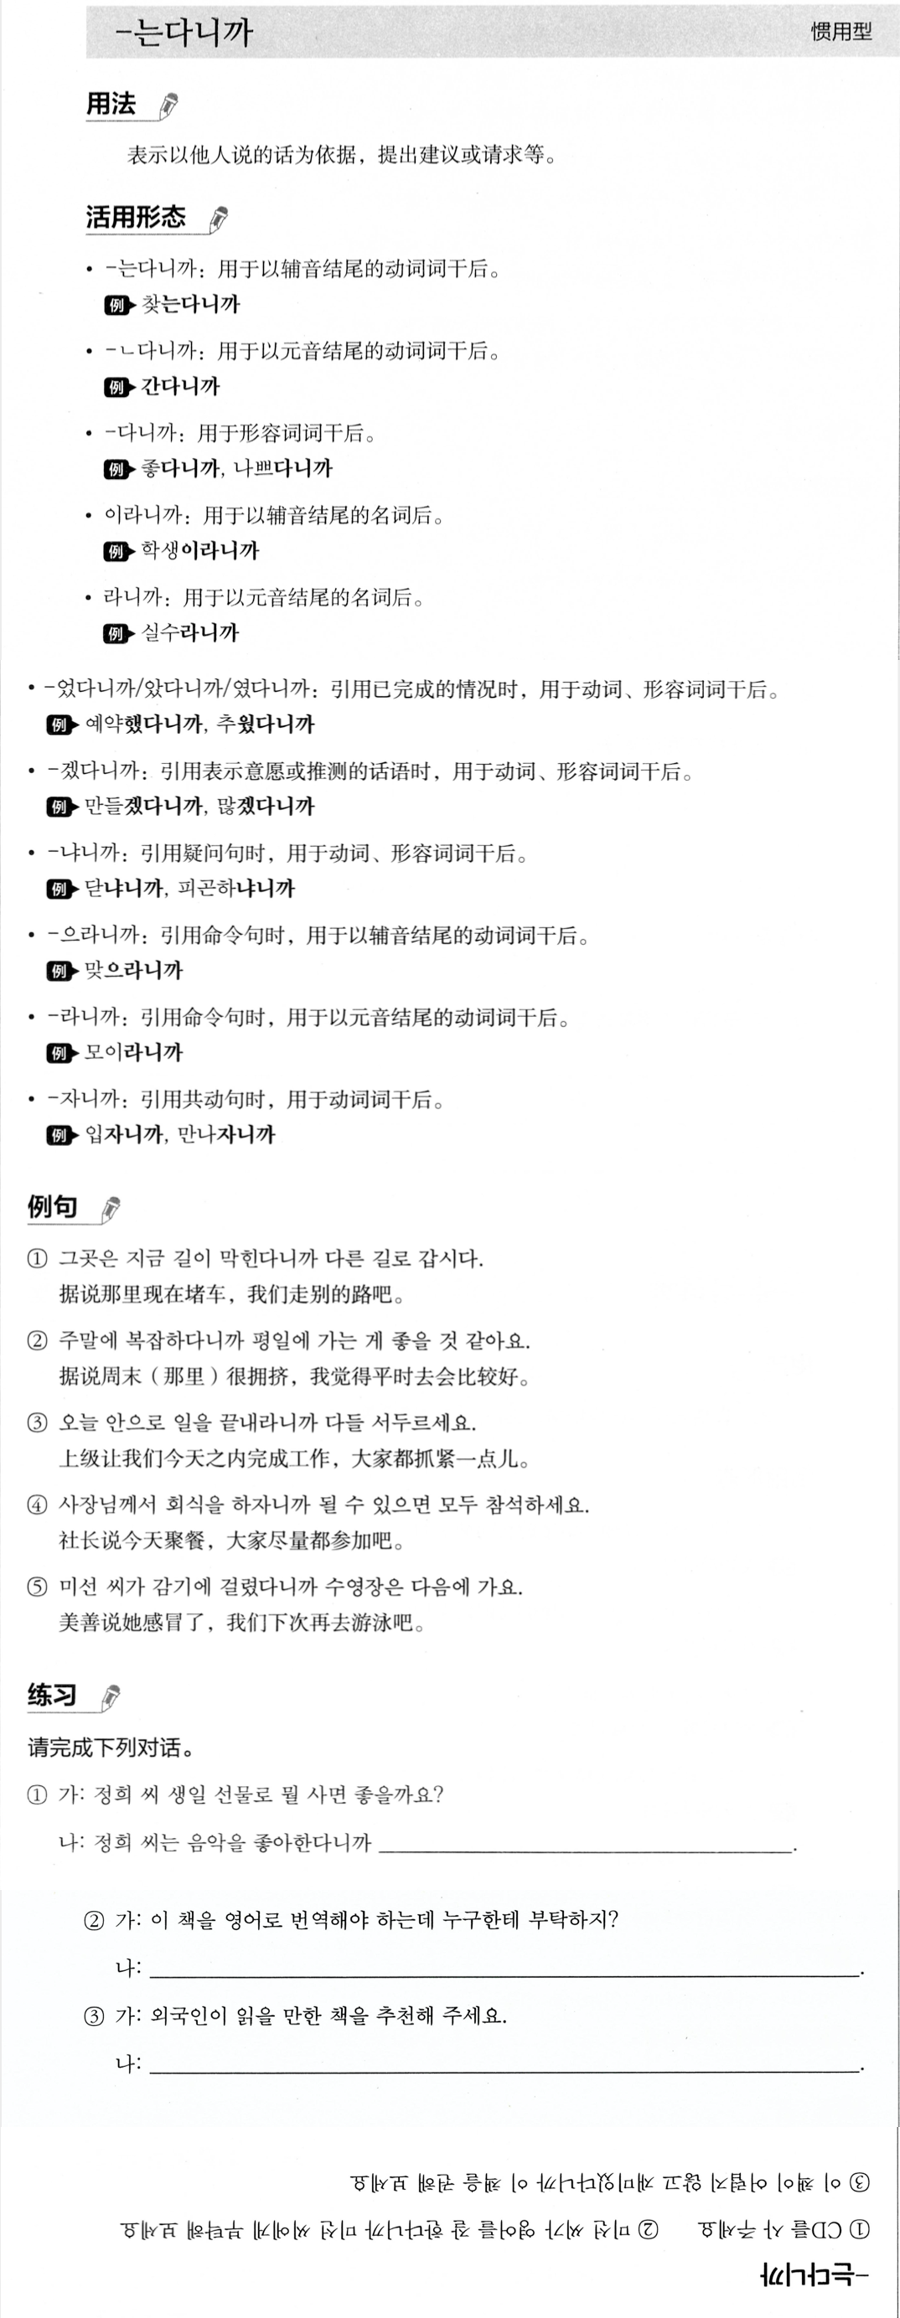 -는다니까 惯用型
用法
表示以他人说的话为依据，提出建议或请求等。
活用形态
• -는다니까：用于以辅音结尾的动词词干后。
例 찾는다니까
• -ㄴ다니까：用于以元音结尾的动词词干后。
例 간다니까
• -다니까：用于形容词词干后。
例 좋다니까, 나쁘다니까
• 이라니까：用于以辅音结尾的名词后。
例 학생이라니까
• 라니까：用于以元音结尾的名词后。
例 실수라니까
• -었다니까/았다니까/였다니까：引用已完成的情况时，用于动词、形容词词干后。
例 예약했다니까, 추웠다니까
• -겠다니까：引用表示意愿或推测的话语时，用于动词、形容词词干后。
例 만들겠다니까, 많겠다니까
• -냐니까：引用疑问句时，用于动词、形容词词干后。
例 닫냐니까, 피곤하냐니까
• -으라니까：引用命令句时，用于以辅音结尾的动词词干后。
例 맞으라니까
• -라니까：引用命令句时，用于以元音结尾的动词词干后。
例 모이라니까
• -자니까：引用共动句时，用于动词词干后。
例 입자니까, 만나자니까
例句
① 그곳은 지금 길이 막힌다니까 다른 길로 갑시다.
据说那里现在堵车，我们走别的路吧。
② 주말에 복잡하다니까 평일에 가는 게 좋을 것 같아요.
据说周末（那里）很拥挤，我觉得平时去会比较好。
③ 오늘 안으로 일을 끝내라니까 다들 서두르세요.
上级让我们今天之内完成工作，大家都抓紧一点儿。
④ 사장님께서 회식을 하자니까 될 수 있으면 모두 참석하세요.
社长说今天聚餐，大家尽量都参加吧。
⑤ 미선 씨가 감기에 걸렸다니까 수영장은 다음에 가요.
美善说她感冒了，我们下次再去游泳吧。
练习
请完成下列对话。
① 가: 정희 씨 생일 선물로 뭘 사면 좋을까요?
나: 정희 씨는 음악을 좋아한다니까 ____________________.
② 가: 이 책을 영어로 번역해야 하는데 누구한테 부탁하지?
나: ____________________.
③ 가: 외국인이 읽을 만한 책을 추천해 주세요.
나: ____________________.
-는다니까
① CD를 사 주세요 ② 미선 씨가 영어를 잘 한다니까 미선 씨에게 부탁해 보세요
③ 이 책이 어렵지 않고 재미있다니까 이 책을 권해 보세요